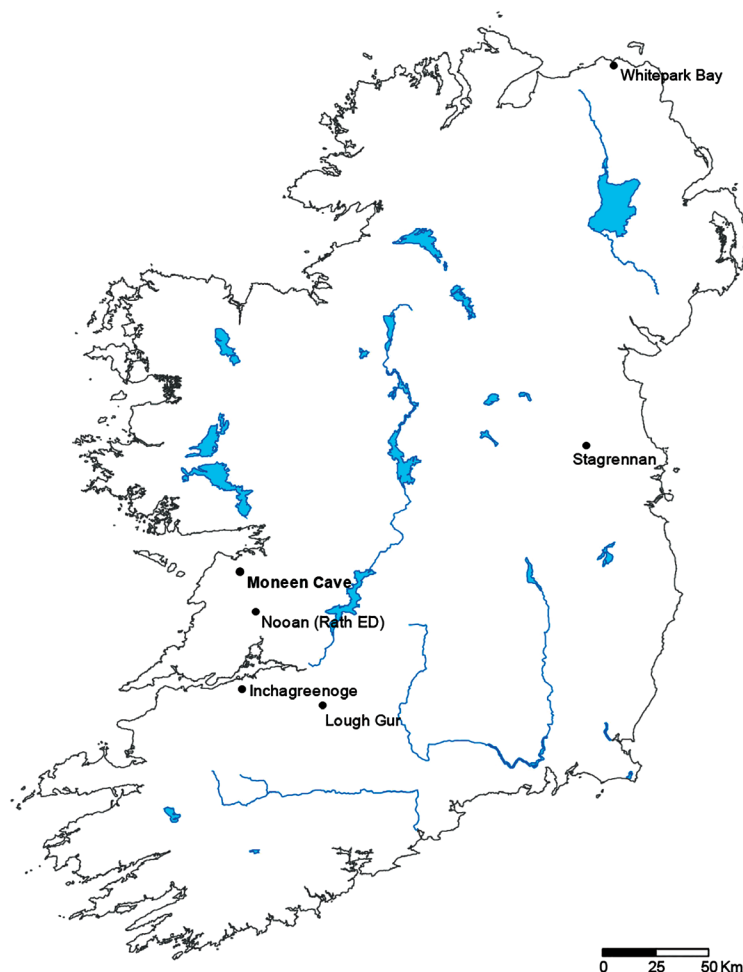 Whitepark Bay
Stagrennan
Moneen Cave
Nooan (Rath ED)
Inchagreenoge
Lough Gur
0 25 50 Km